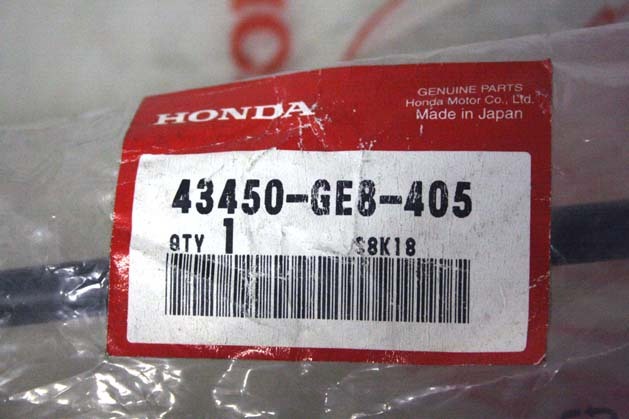 HONDA
GENUINE PARTS
Honda Motor Co., Ltd.
Made in Japan
43450-GE8-405
QTY 1 S8K18